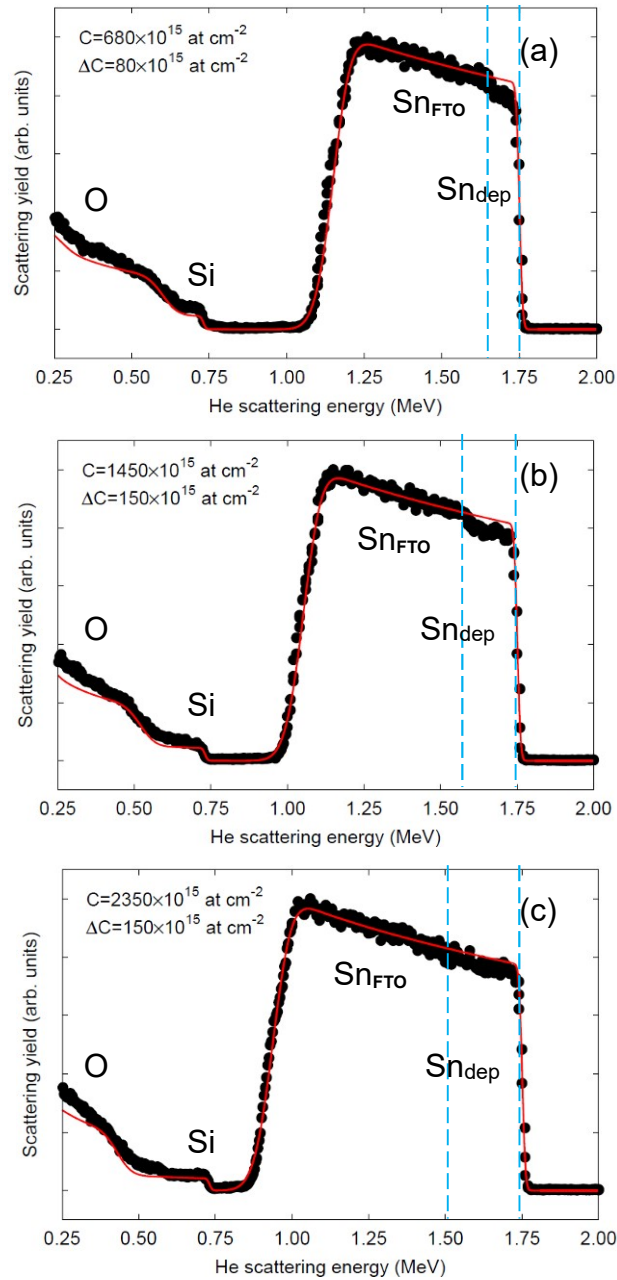 C=680×10¹⁵ at cm⁻²
ΔC=80×10¹⁵ at cm⁻²
(a)
Sn_FTO
Sn_dep
O
Si
Scattering yield (arb. units)
0.25 0.50 0.75 1.00 1.25 1.50 1.75 2.00
He scattering energy (MeV)
C=1450×10¹⁵ at cm⁻²
ΔC=150×10¹⁵ at cm⁻²
(b)
Sn_FTO
Sn_dep
O
Si
Scattering yield (arb. units)
0.25 0.50 0.75 1.00 1.25 1.50 1.75 2.00
He scattering energy (MeV)
C=2350×10¹⁵ at cm⁻²
ΔC=150×10¹⁵ at cm⁻²
(c)
Sn_FTO
Sn_dep
O
Si
Scattering yield (arb. units)
0.25 0.50 0.75 1.00 1.25 1.50 1.75 2.00
He scattering energy (MeV)